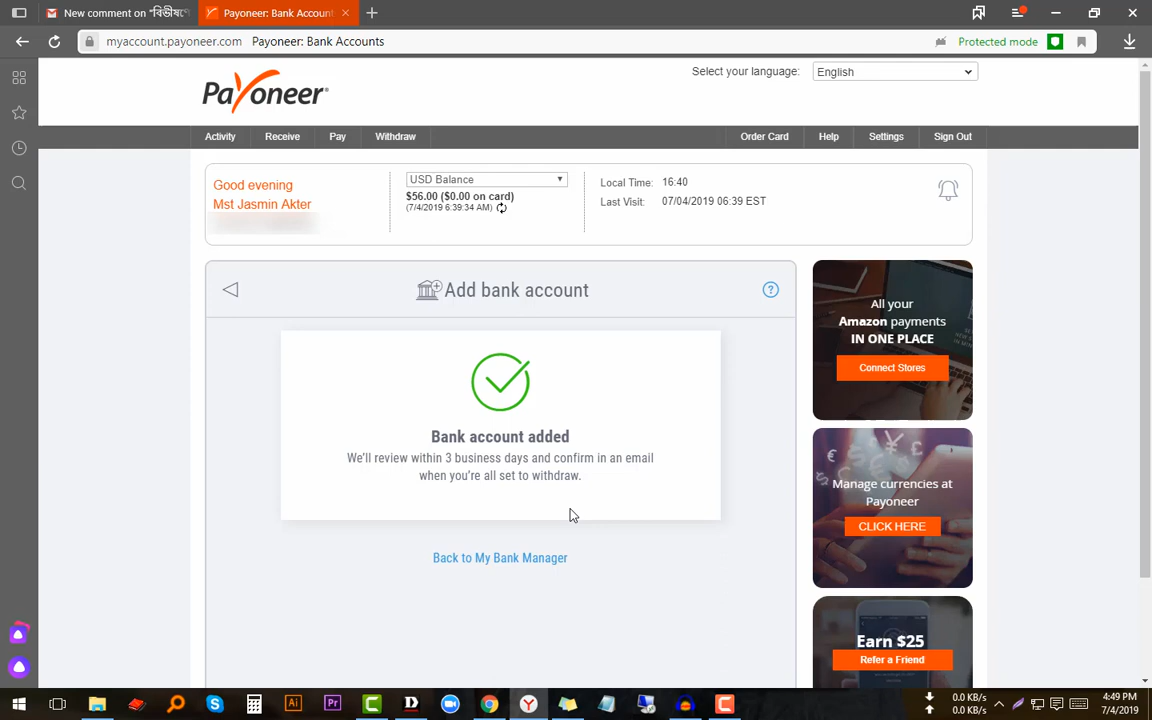 New comment on "বিভীষণে
Payoneer: Bank Account
myaccount.payoneer.com Payoneer: Bank Accounts
Protected mode
Payoneer
Select your language: English
Activity Receive Pay Withdraw Order Card Help Settings Sign Out
Good evening
Mst Jasmin Akter
USD Balance
$56.00 ($0.00 on card)
(7/4/2019 6:39:34 AM)
Local Time: 16:40
Last Visit: 07/04/2019 06:39 EST
Add bank account
?
Bank account added
We'll review within 3 business days and confirm in an email
when you're all set to withdraw.
Back to My Bank Manager
All your
Amazon payments
IN ONE PLACE
Connect Stores
Manage currencies at
Payoneer
CLICK HERE
Earn $25
Refer a Friend
0.0 KB/s
0.0 KB/s
4:49 PM
7/4/2019